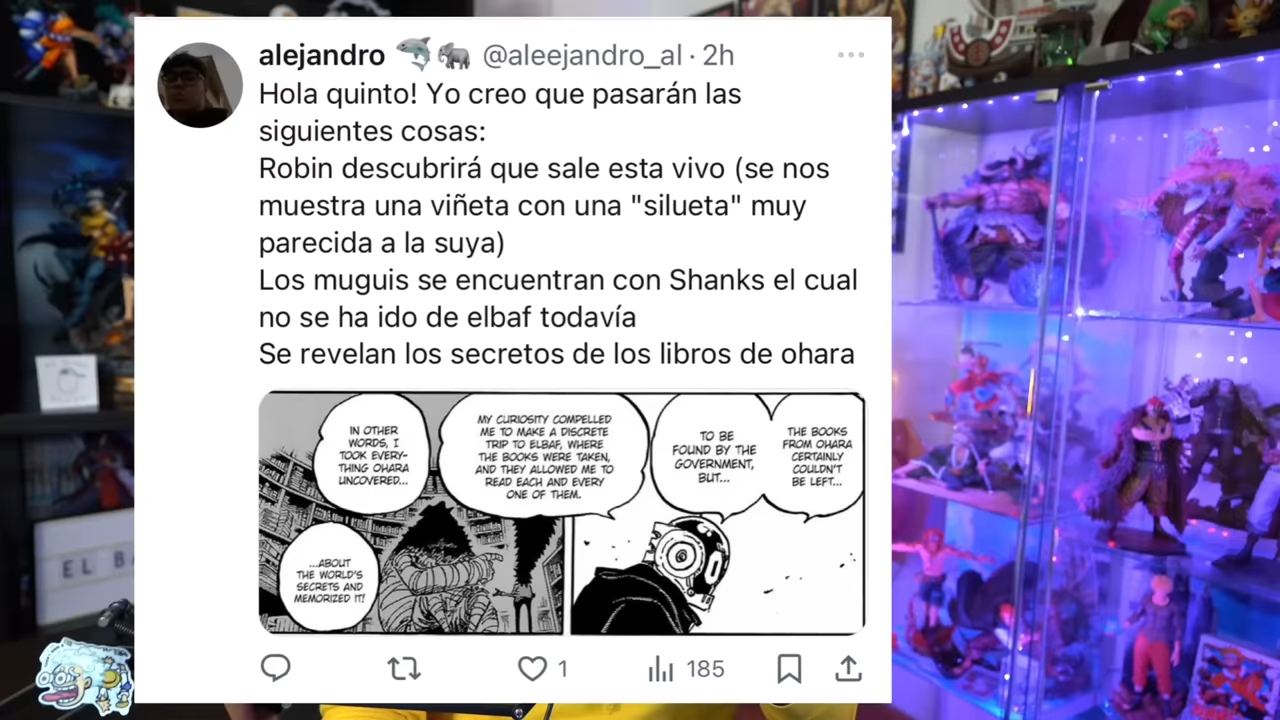 alejandro 🐬🐘 @aleejandro_al · 2h
Hola quinto! Yo creo que pasarán las
siguientes cosas:
Robin descubrirá que sale esta vivo (se nos
muestra una viñeta con una "silueta" muy
parecida a la suya)
Los muguis se encuentran con Shanks el cual
no se ha ido de elbaf todavía
Se revelan los secretos de los libros de ohara
IN OTHER
WORDS, I
TOOK EVERY-
THING OHARA
UNCOVERED...
MY CURIOSITY COMPELLED
ME TO MAKE A DISCRETE
TRIP TO ELBAF, WHERE
THE BOOKS WERE TAKEN,
AND THEY ALLOWED ME TO
READ EACH AND EVERY
ONE OF THEM.
TO BE
FOUND BY THE
GOVERNMENT,
BUT...
THE BOOKS
FROM OHARA
CERTAINLY
COULDN'T
BE LEFT...
...ABOUT
THE WORLD'S
SECRETS AND
MEMORIZED IT!
1
185
EL B